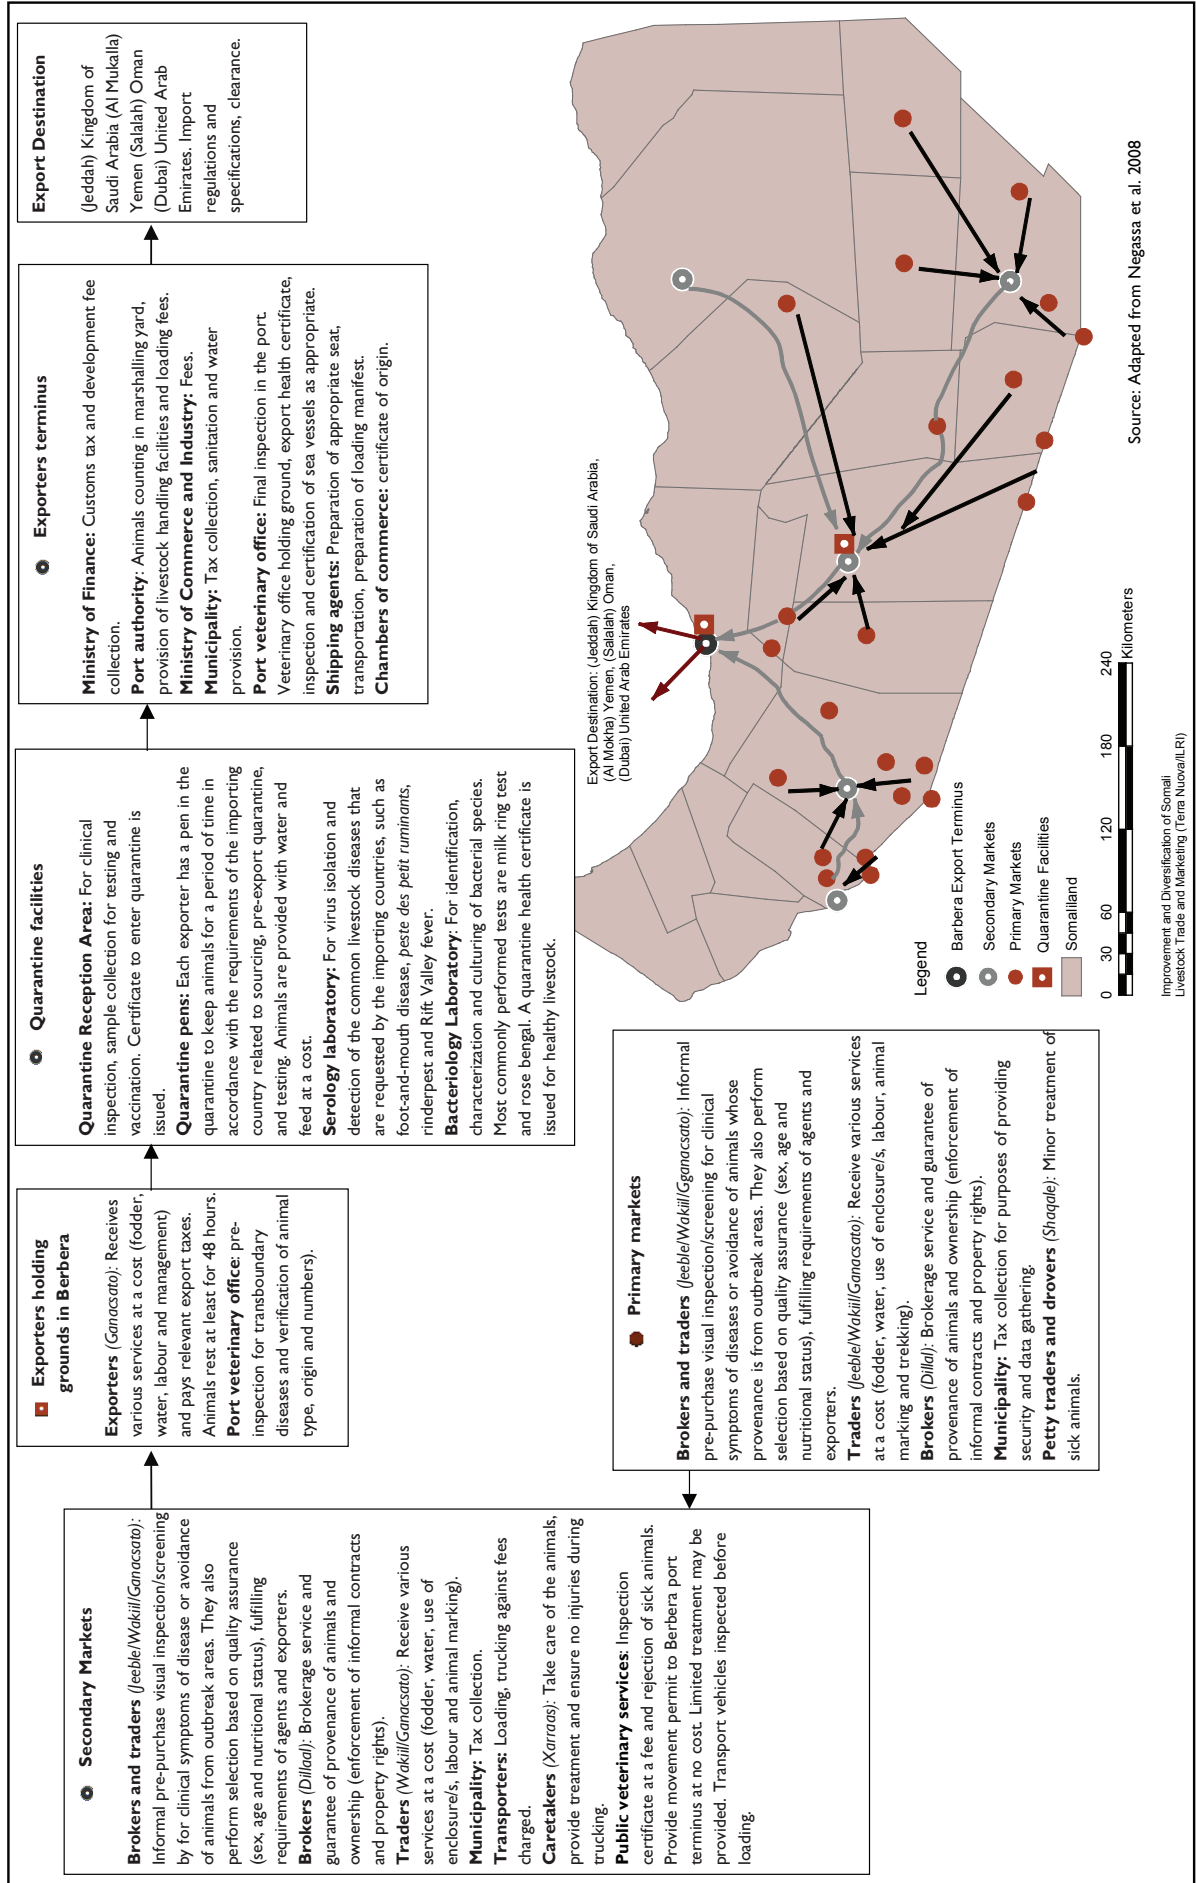 Secondary Markets
Brokers and traders (Jeeble/Wakiil/Ganacsato):
Informal pre-purchase visual inspection/screening
by for clinical symptoms of disease or avoidance
of animals from outbreak areas. They also
perform selection based on quality assurance
(sex, age and nutritional status), fulfilling
requirements of agents and exporters.
Brokers (Dillaal): Brokerage service and
guarantee of provenance of animals and
ownership (enforcement of informal contracts
and property rights).
Traders (Wakiil/Ganacsato): Receive various
services at a cost (fodder, water, use of
enclosure/s, labour and animal marking).
Municipality: Tax collection.
Transporters: Loading, trucking against fees
charged.
Caretakers (Xarraas): Take care of the animals,
provide treatment and ensure no injuries during
trucking.
Public veterinary services: Inspection
certificate at a fee and rejection of sick animals.
Provide movement permit to Berbera port
terminus at no cost. Limited treatment may be
provided. Transport vehicles inspected before
loading.
Exporters holding
grounds in Berbera
Exporters (Ganacsato): Receives
various services at a cost (fodder,
water, labour and management)
and pays relevant export taxes.
Animals rest at least for 48 hours.
Port veterinary office: pre-
inspection for transboundary
diseases and verification of animal
type, origin and numbers).
Quarantine facilities
Quarantine Reception Area: For clinical
inspection, sample collection for testing and
vaccination. Certificate to enter quarantine is
issued.
Quarantine pens: Each exporter has a pen in the
quarantine to keep animals for a period of time in
accordance with the requirements of the importing
country related to sourcing, pre-export quarantine,
and testing. Animals are provided with water and
feed at a cost.
Serology laboratory: For virus isolation and
detection of the common livestock diseases that
are requested by the importing countries, such as
foot-and-mouth disease, peste des petit ruminants,
rinderpest and Rift Valley fever.
Bacteriology Laboratory: For identification,
characterization and culturing of bacterial species.
Most commonly performed tests are milk ring test
and rose bengal. A quarantine health certificate is
issued for healthy livestock.
Exporters terminus
Ministry of Finance: Customs tax and development fee
collection.
Port authority: Animals counting in marshalling yard,
provision of livestock handling facilities and loading fees.
Ministry of Commerce and Industry: Fees.
Municipality: Tax collection, sanitation and water
provision.
Port veterinary office: Final inspection in the port.
Veterinary office holding ground, export health certificate,
inspection and certification of sea vessels as appropriate.
Shipping agents: Preparation of appropriate seat,
transportation, preparation of loading manifest.
Chambers of commerce: certificate of origin.
Export Destination
(Jeddah) Kingdom of
Saudi Arabia (Al Mukalla)
Yemen (Salalah) Oman
(Dubai) United Arab
Emirates. Import
regulations and
specifications, clearance.
Primary markets
Brokers and traders (Jeeble/Wakiil/Gganacsato): Informal
pre-purchase visual inspection/screening for clinical
symptoms of diseases or avoidance of animals whose
provenance is from outbreak areas. They also perform
selection based on quality assurance (sex, age and
nutritional status), fulfilling requirements of agents and
exporters.
Traders (Jeeble/Wakiil/Ganacsato): Receive various services
at a cost (fodder, water, use of enclosure/s, labour, animal
marking and trekking).
Brokers (Dillal): Brokerage service and guarantee of
provenance of animals and ownership (enforcement of
informal contracts and property rights).
Municipality: Tax collection for purposes of providing
security and data gathering.
Petty traders and drovers (Shaqale): Minor treatment of
sick animals.
Export Destination: (Jeddah) Kingdom of Saudi Arabia,
(Al Mokha) Yemen, (Salalah) Oman,
(Dubai) United Arab Emirates
Legend
Barbera Export Terminus
Secondary Markets
Primary Markets
Quarantine Facilities
Somaliland
0 30 60 120 180 240
Kilometers
Improvement and Diversification of Somali
Livestock Trade and Marketing (Terra Nuova/ILRI)
Source: Adapted from Negassa et al. 2008